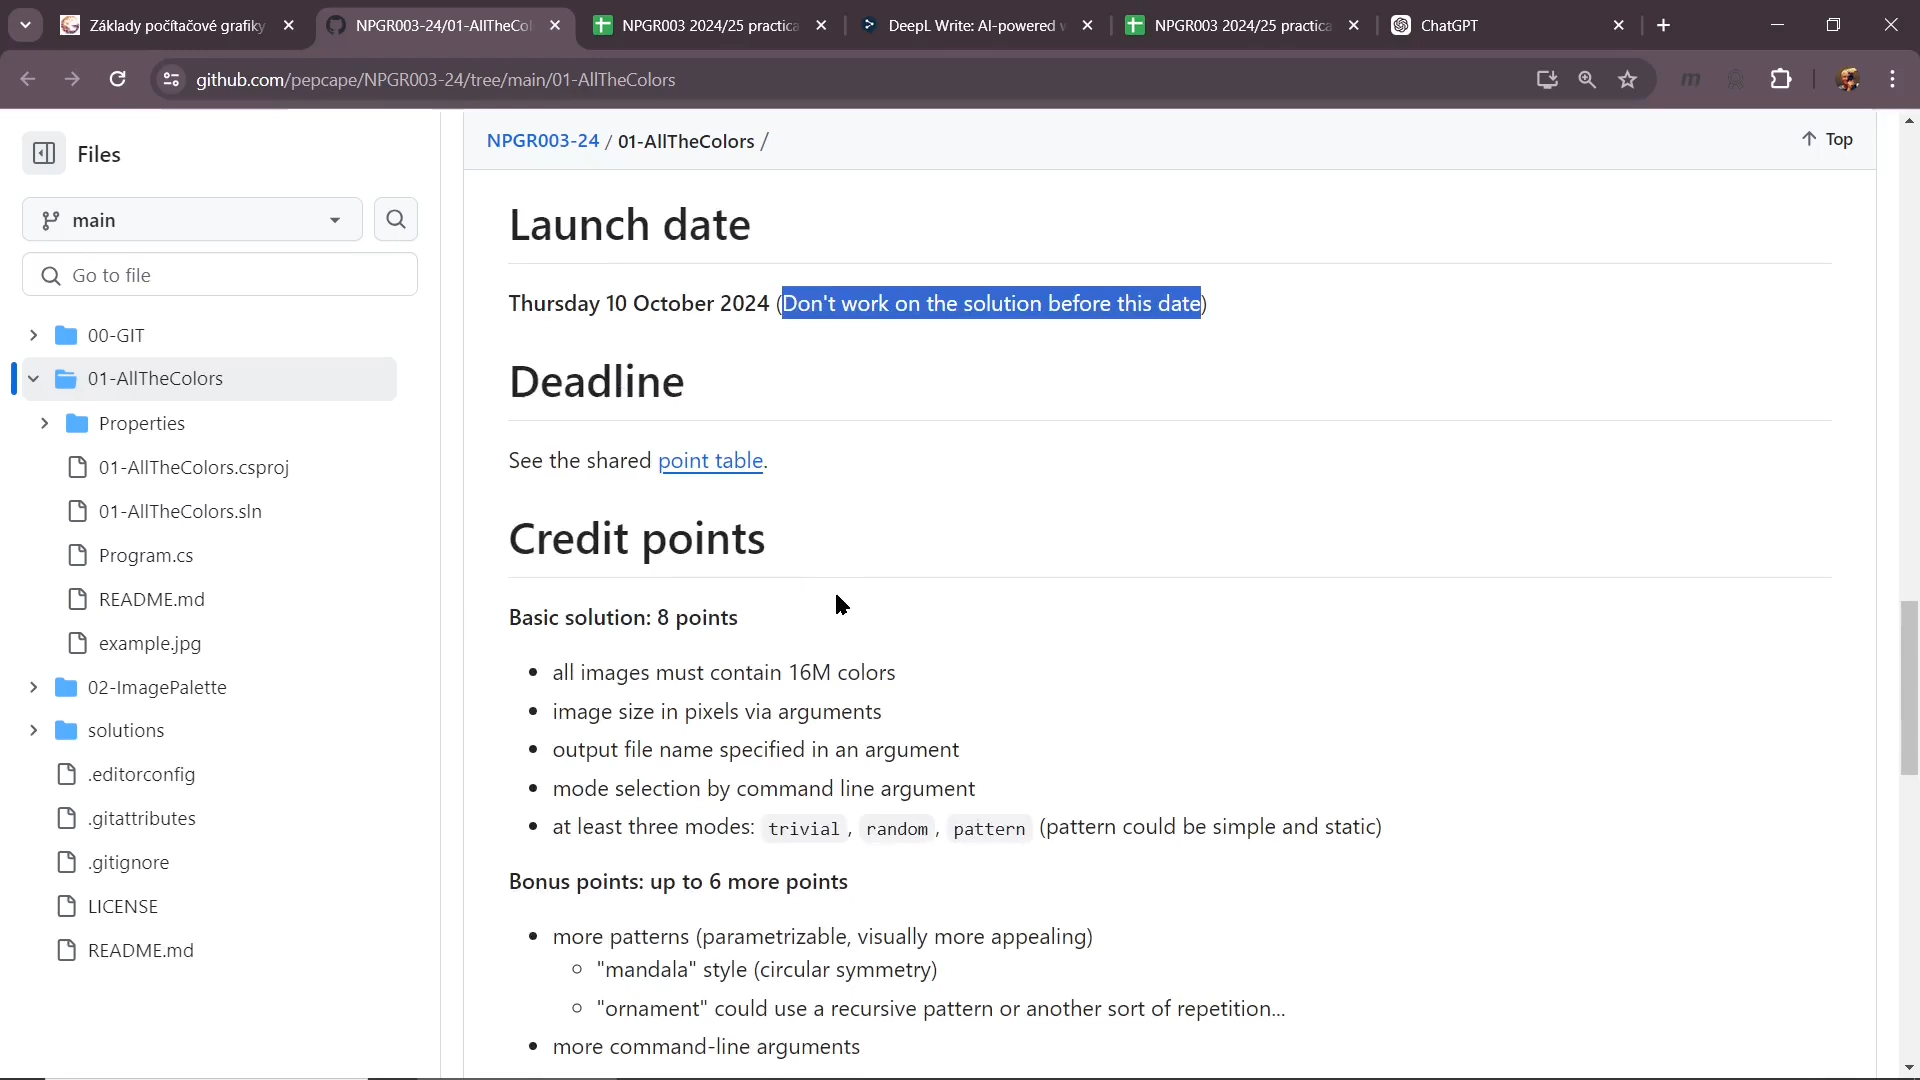 Základy počítačové grafiky
NPGR003-24/01-AllTheCol
NPGR003 2024/25 practica
DeepL Write: AI-powered
NPGR003 2024/25 practica
ChatGPT
github.com/pepcape/NPGR003-24/tree/main/01-AllTheColors
Files
NPGR003-24 / 01-AllTheColors /
Top
main
Go to file
00-GIT
01-AllTheColors
Properties
01-AllTheColors.csproj
01-AllTheColors.sln
Program.cs
README.md
example.jpg
02-ImagePalette
solutions
.editorconfig
.gitattributes
.gitignore
LICENSE
README.md
Launch date
Thursday 10 October 2024 (Don't work on the solution before this date)
Deadline
See the shared point table.
Credit points
Basic solution: 8 points
• all images must contain 16M colors
• image size in pixels via arguments
• output file name specified in an argument
• mode selection by command line argument
• at least three modes: trivial, random, pattern (pattern could be simple and static)
Bonus points: up to 6 more points
• more patterns (parametrizable, visually more appealing)
○ "mandala" style (circular symmetry)
○ "ornament" could use a recursive pattern or another sort of repetition...
• more command-line arguments